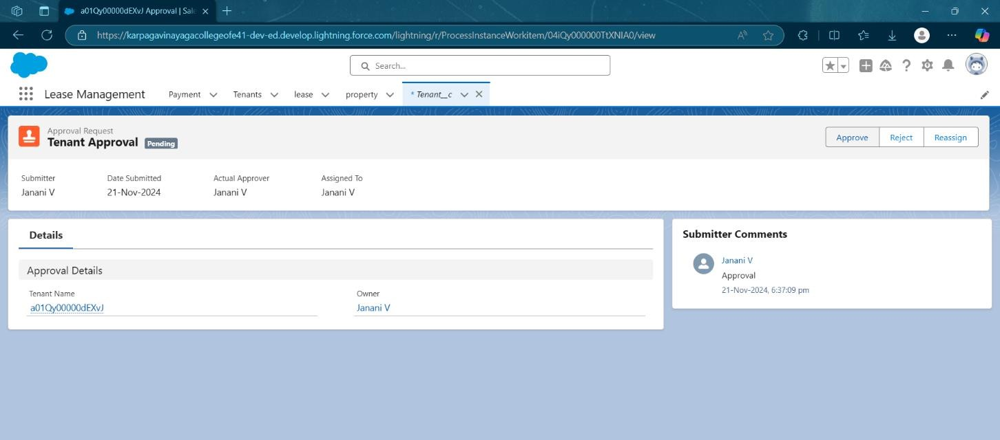 a01Qy00000dEXvJ Approval | Sale
https://karpagavinayagacollegeofe41-dev-ed.develop.lightning.force.com/lightning/r/ProcessInstanceWorkitem/04iQy000000TtXNIA0/view
Search...
Lease Management Payment Tenants lease property * Tenant__c
Approval Request
Tenant Approval Pending
Approve Reject Reassign
Submitter Date Submitted Actual Approver Assigned To
Janani V 21-Nov-2024 Janani V Janani V
Details
Approval Details
Tenant Name Owner
a01Qy00000dEXvJ Janani V
Submitter Comments
Janani V
Approval
21-Nov-2024, 6:37:09 pm